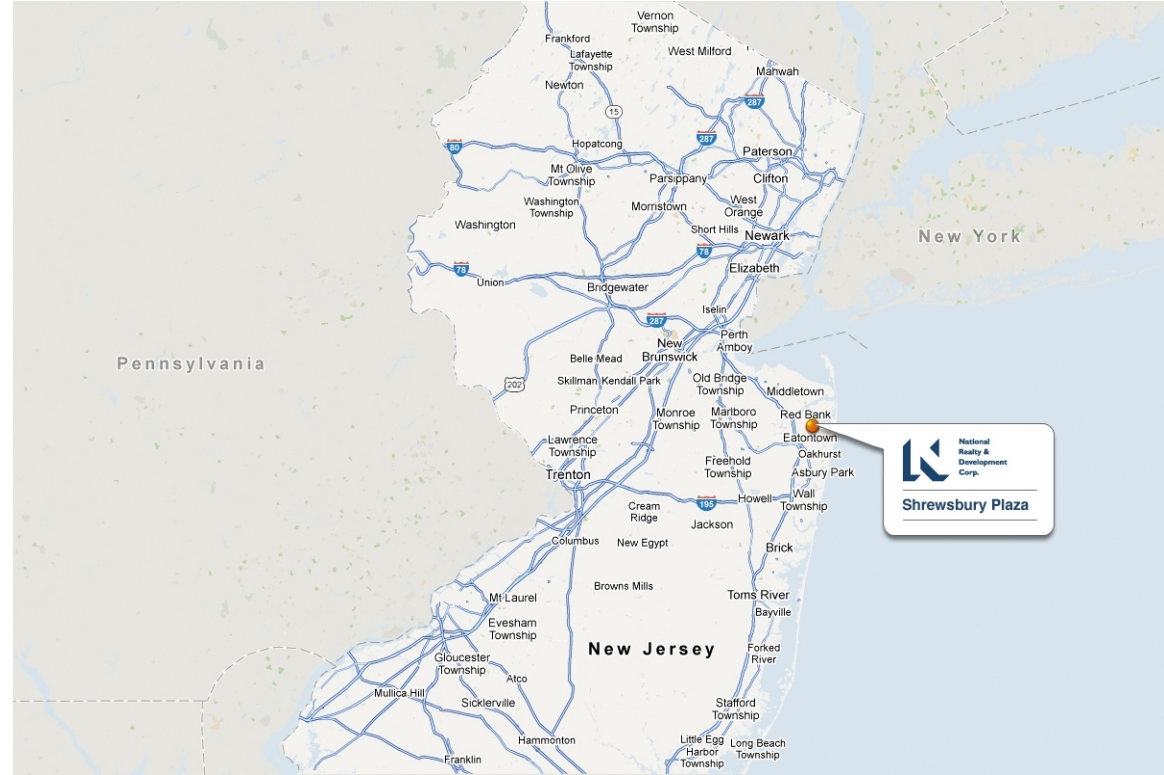 Vernon
Township
Frankford
West Milford
Lafayette
Township
Mahwah
Newton
287
15
287
80
Hopatcong
Paterson
Mt Olive
Township
Parsippany
Clifton
Washington
Township
Morristown
West
Orange
Washington
Short Hills
Newark
New York
78
78
Elizabeth
Union
Bridgewater
Iselin
287
Perth
Amboy
New
Brunswick
Pennsylvania
Belle Mead
Skillman
Kendall Park
202
Old Bridge
Township
Middletown
Princeton
Monroe
Township
Marlboro
Township
Red Bank
Lawrence
Township
Eatontown
Oakhurst
Freehold
Township
Asbury Park
Trenton
National
Realty &
Development
Corp.
Shrewsbury Plaza
195
Howell
Wall
Township
Cream
Ridge
Jackson
Columbus
New Egypt
Brick
Browns Mills
Toms River
Mt Laurel
Bayville
Evesham
Township
New Jersey
Forked
River
Gloucester
Township
Atco
Mullica Hill
Sicklerville
Stafford
Township
Hammonton
Little Egg
Harbor
Township
Long Beach
Township
Franklin